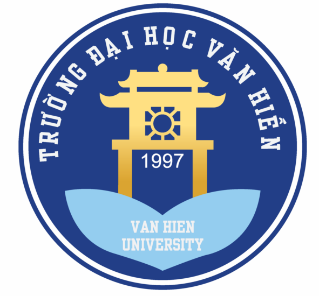 TRƯỜNG ĐẠI HỌC VĂN HIẾN
1997
VAN HIEN
UNIVERSITY